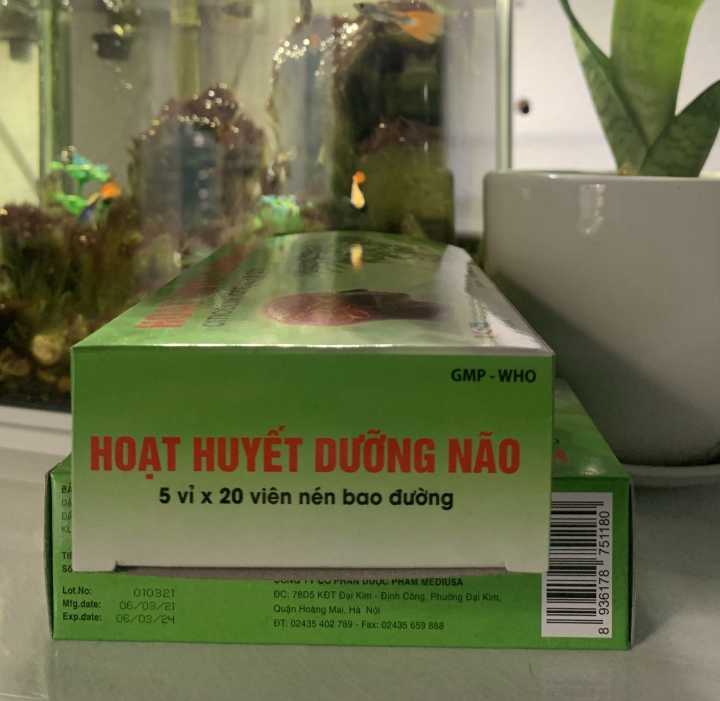 GMP - WHO
HOẠT HUYẾT DƯỠNG NÃO
5 vỉ x 20 viên nén bao đường
Lot.No: 010321
Mfg.date: 06/03/21
Exp.date: 06/03/24
CÔNG TY CỔ PHẦN DƯỢC PHẨM MEDIUSA
ĐC: 78D5 KĐT Đại Kim - Định Công, Phường Đại Kim,
Quận Hoàng Mai, Hà Nội
ĐT: 02435 402 789 - Fax: 02435 659 888
8 936178 751180